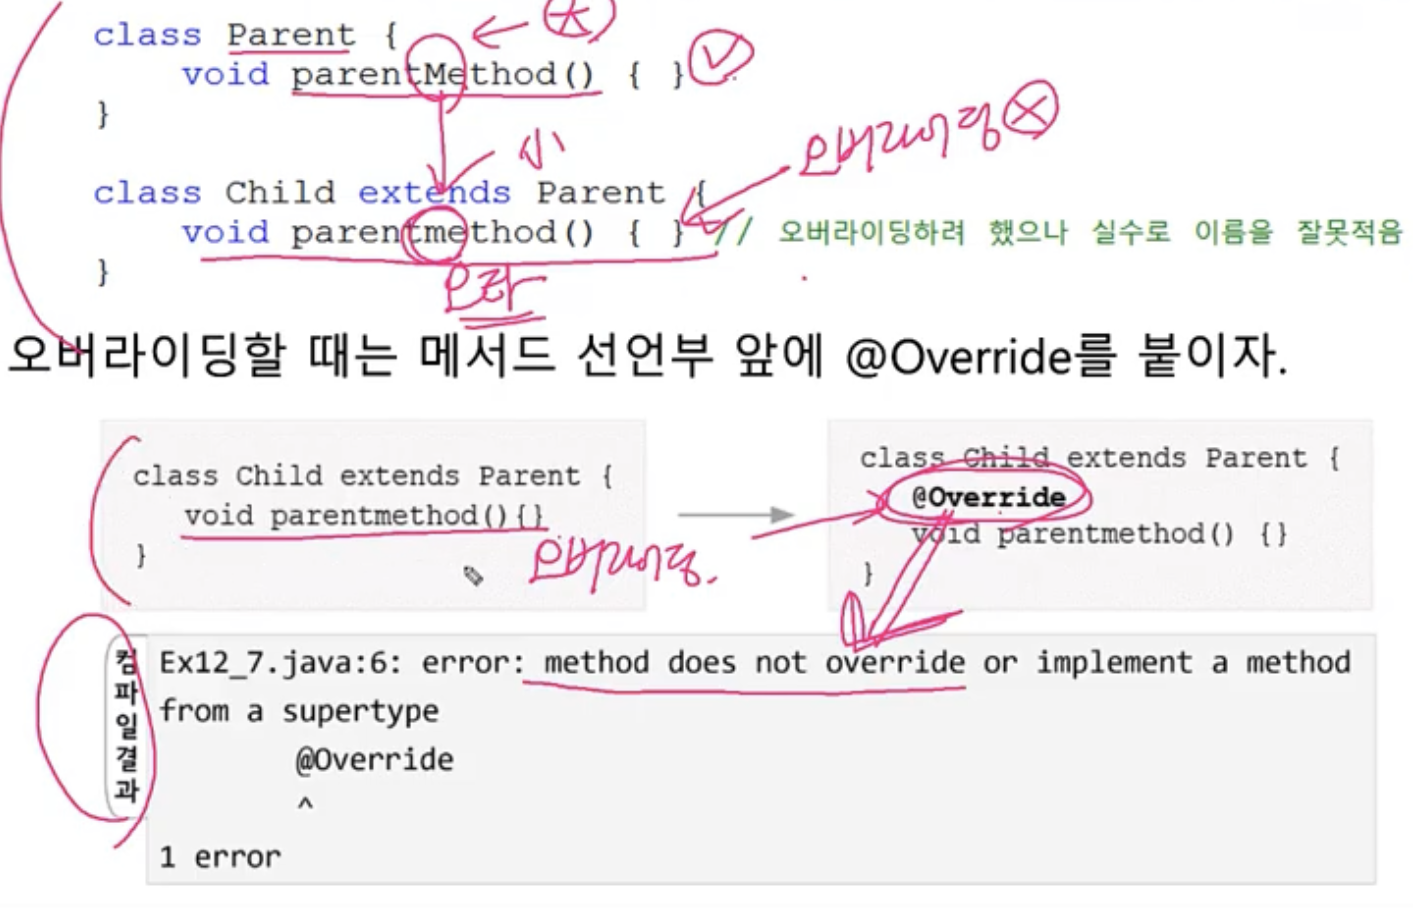 class Parent {
void parentMethod() { }
}
小
오버라이딩
class Child extends Parent {
void parentmethod() { } // 오버라이딩하려 했으나 실수로 이름을 잘못적음
}
오타
오버라이딩할 때는 메서드 선언부 앞에 @Override를 붙이자.
class Child extends Parent {
void parentmethod(){}
}
오버라이딩.
class Child extends Parent {
@Override
void parentmethod() {}
}
컴파일결과
Ex12_7.java:6: error: method does not override or implement a method
from a supertype
@Override
^
1 error